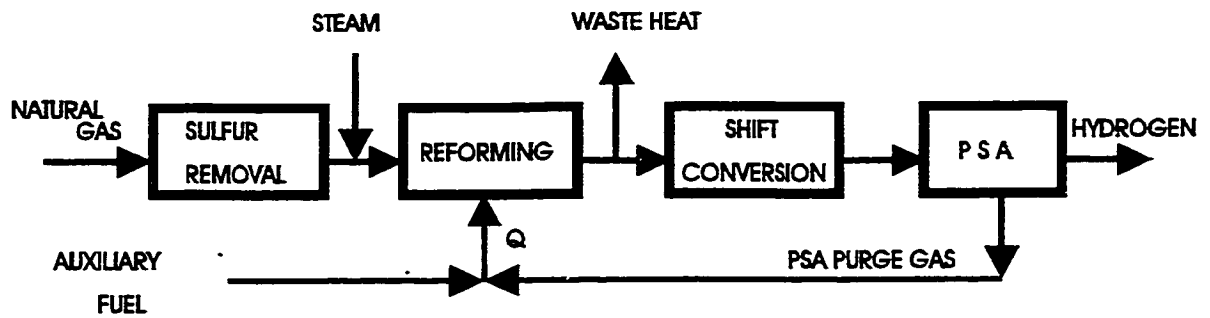 STEAM
WASTE HEAT
NATURAL
GAS
SULFUR
REMOVAL
REFORMING
SHIFT
CONVERSION
PSA
HYDROGEN
Q
AUXILIARY
FUEL
PSA PURGE GAS